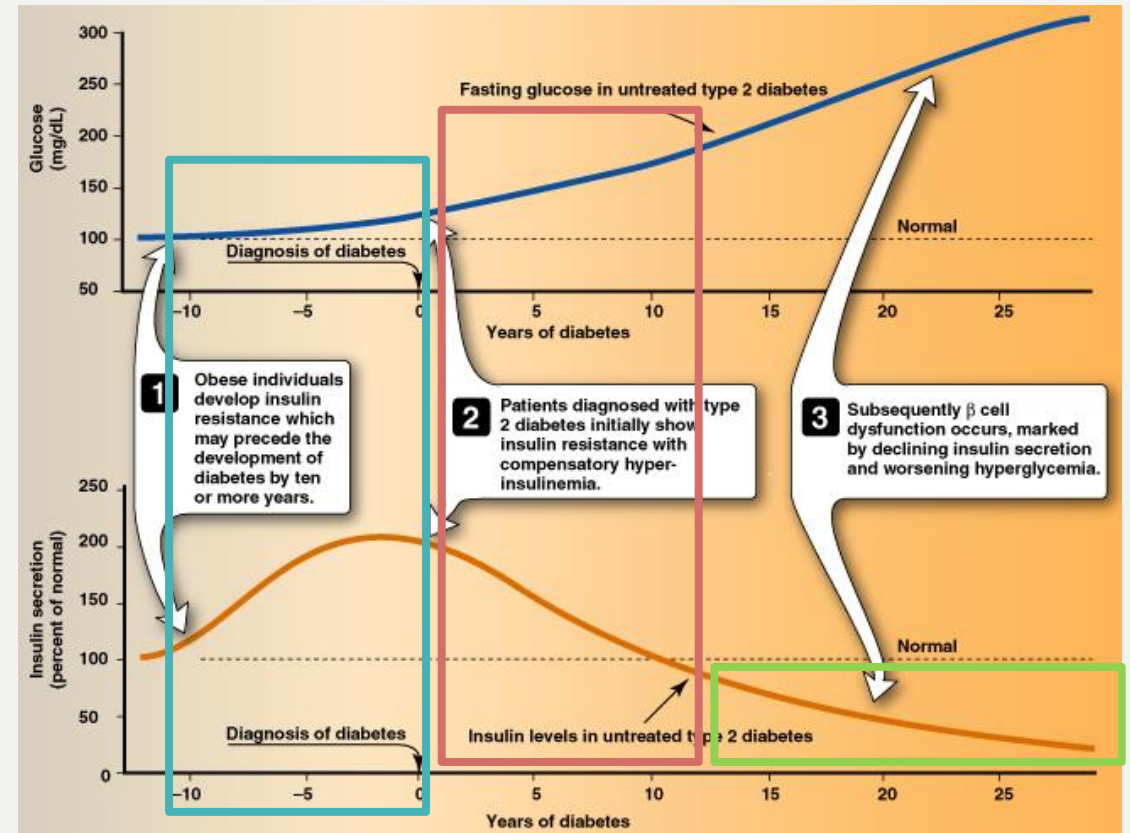 300
250
200
150
100
50
Glucose
(mg/dL)
Fasting glucose in untreated type 2 diabetes
Normal
Diagnosis of diabetes
–10
–5
0
5
10
15
20
25
Years of diabetes
1
Obese individuals
develop insulin
resistance which
may precede the
development of
diabetes by ten
or more years.
2
Patients diagnosed with type
2 diabetes initially show
insulin resistance with
compensatory hyper-
insulinemia.
3
Subsequently β cell
dysfunction occurs, marked
by declining insulin secretion
and worsening hyperglycemia.
250
200
150
100
50
0
Insulin secretion
(percent of normal)
Normal
Diagnosis of diabetes
Insulin levels in untreated type 2 diabetes
–10
–5
0
5
10
15
20
25
Years of diabetes